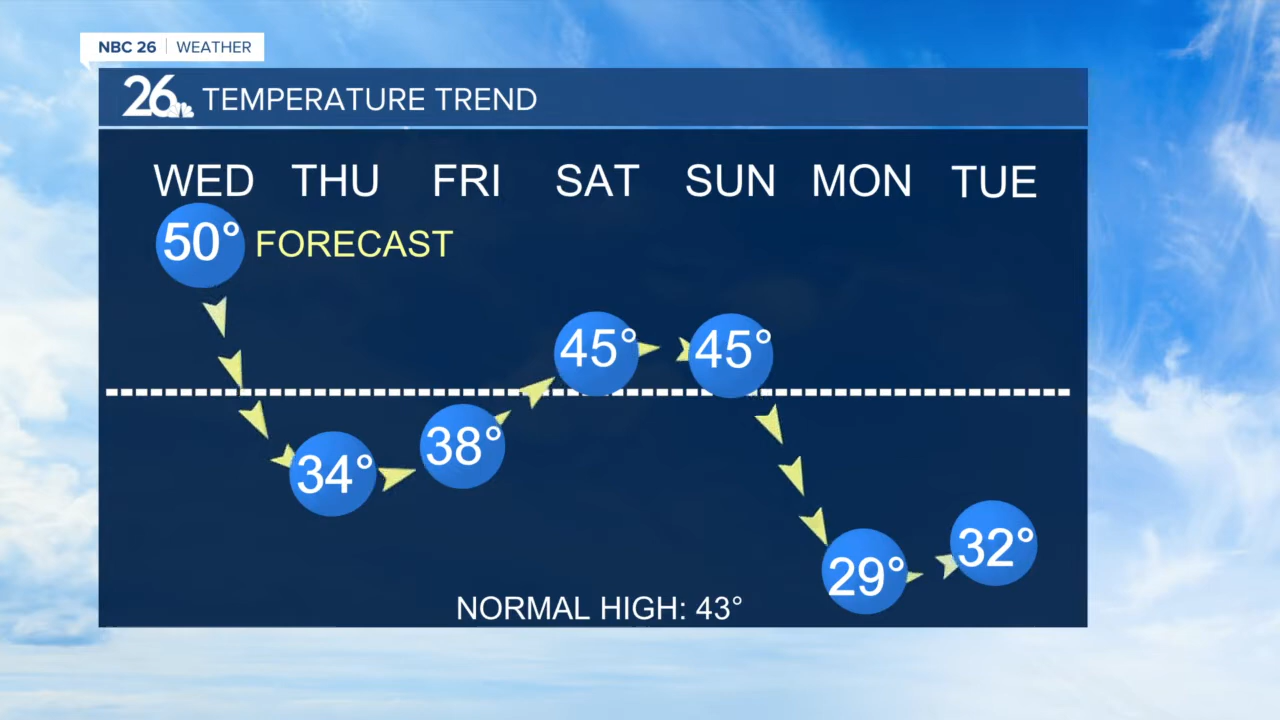 NBC 26 | WEATHER
26 TEMPERATURE TREND
WED THU FRI SAT SUN MON TUE
50° FORECAST
34° 38° 45° 45° 29° 32°
NORMAL HIGH: 43°